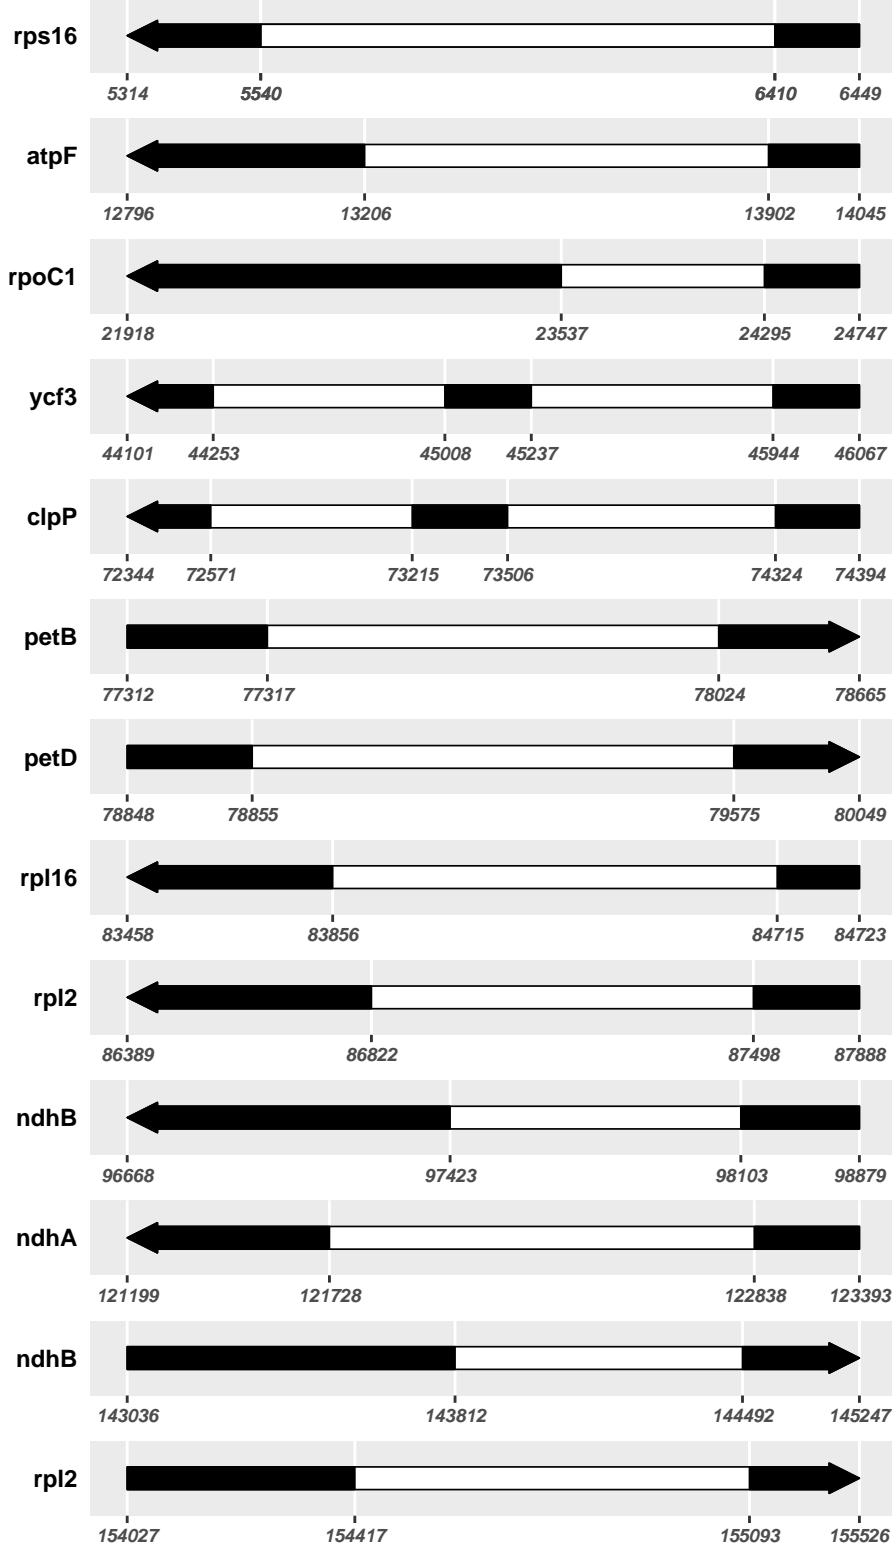 rps16
5314 5540 6410 6449
atpF
12796 13206 13902 14045
rpoC1
21918 23537 24295 24747
ycf3
44101 44253 45008 45237 45944 46067
clpP
72344 72571 73215 73506 74324 74394
petB
77312 77317 78024 78665
petD
78848 78855 79575 80049
rpl16
83458 83856 84715 84723
rpl2
86389 86822 87498 87888
ndhB
96668 97423 98103 98879
ndhA
121199 121728 122838 123393
ndhB
143036 143812 144492 145247
rpl2
154027 154417 155093 155526